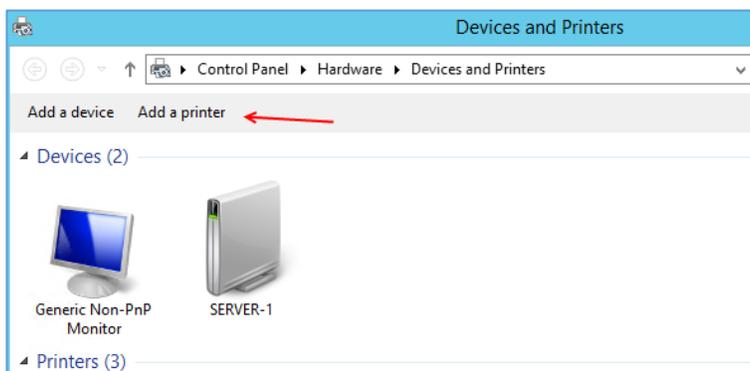 Devices and Printers
Control Panel Hardware Devices and Printers
Add a device Add a printer
Devices (2)
Generic Non-PnP
Monitor
SERVER-1
Printers (3)